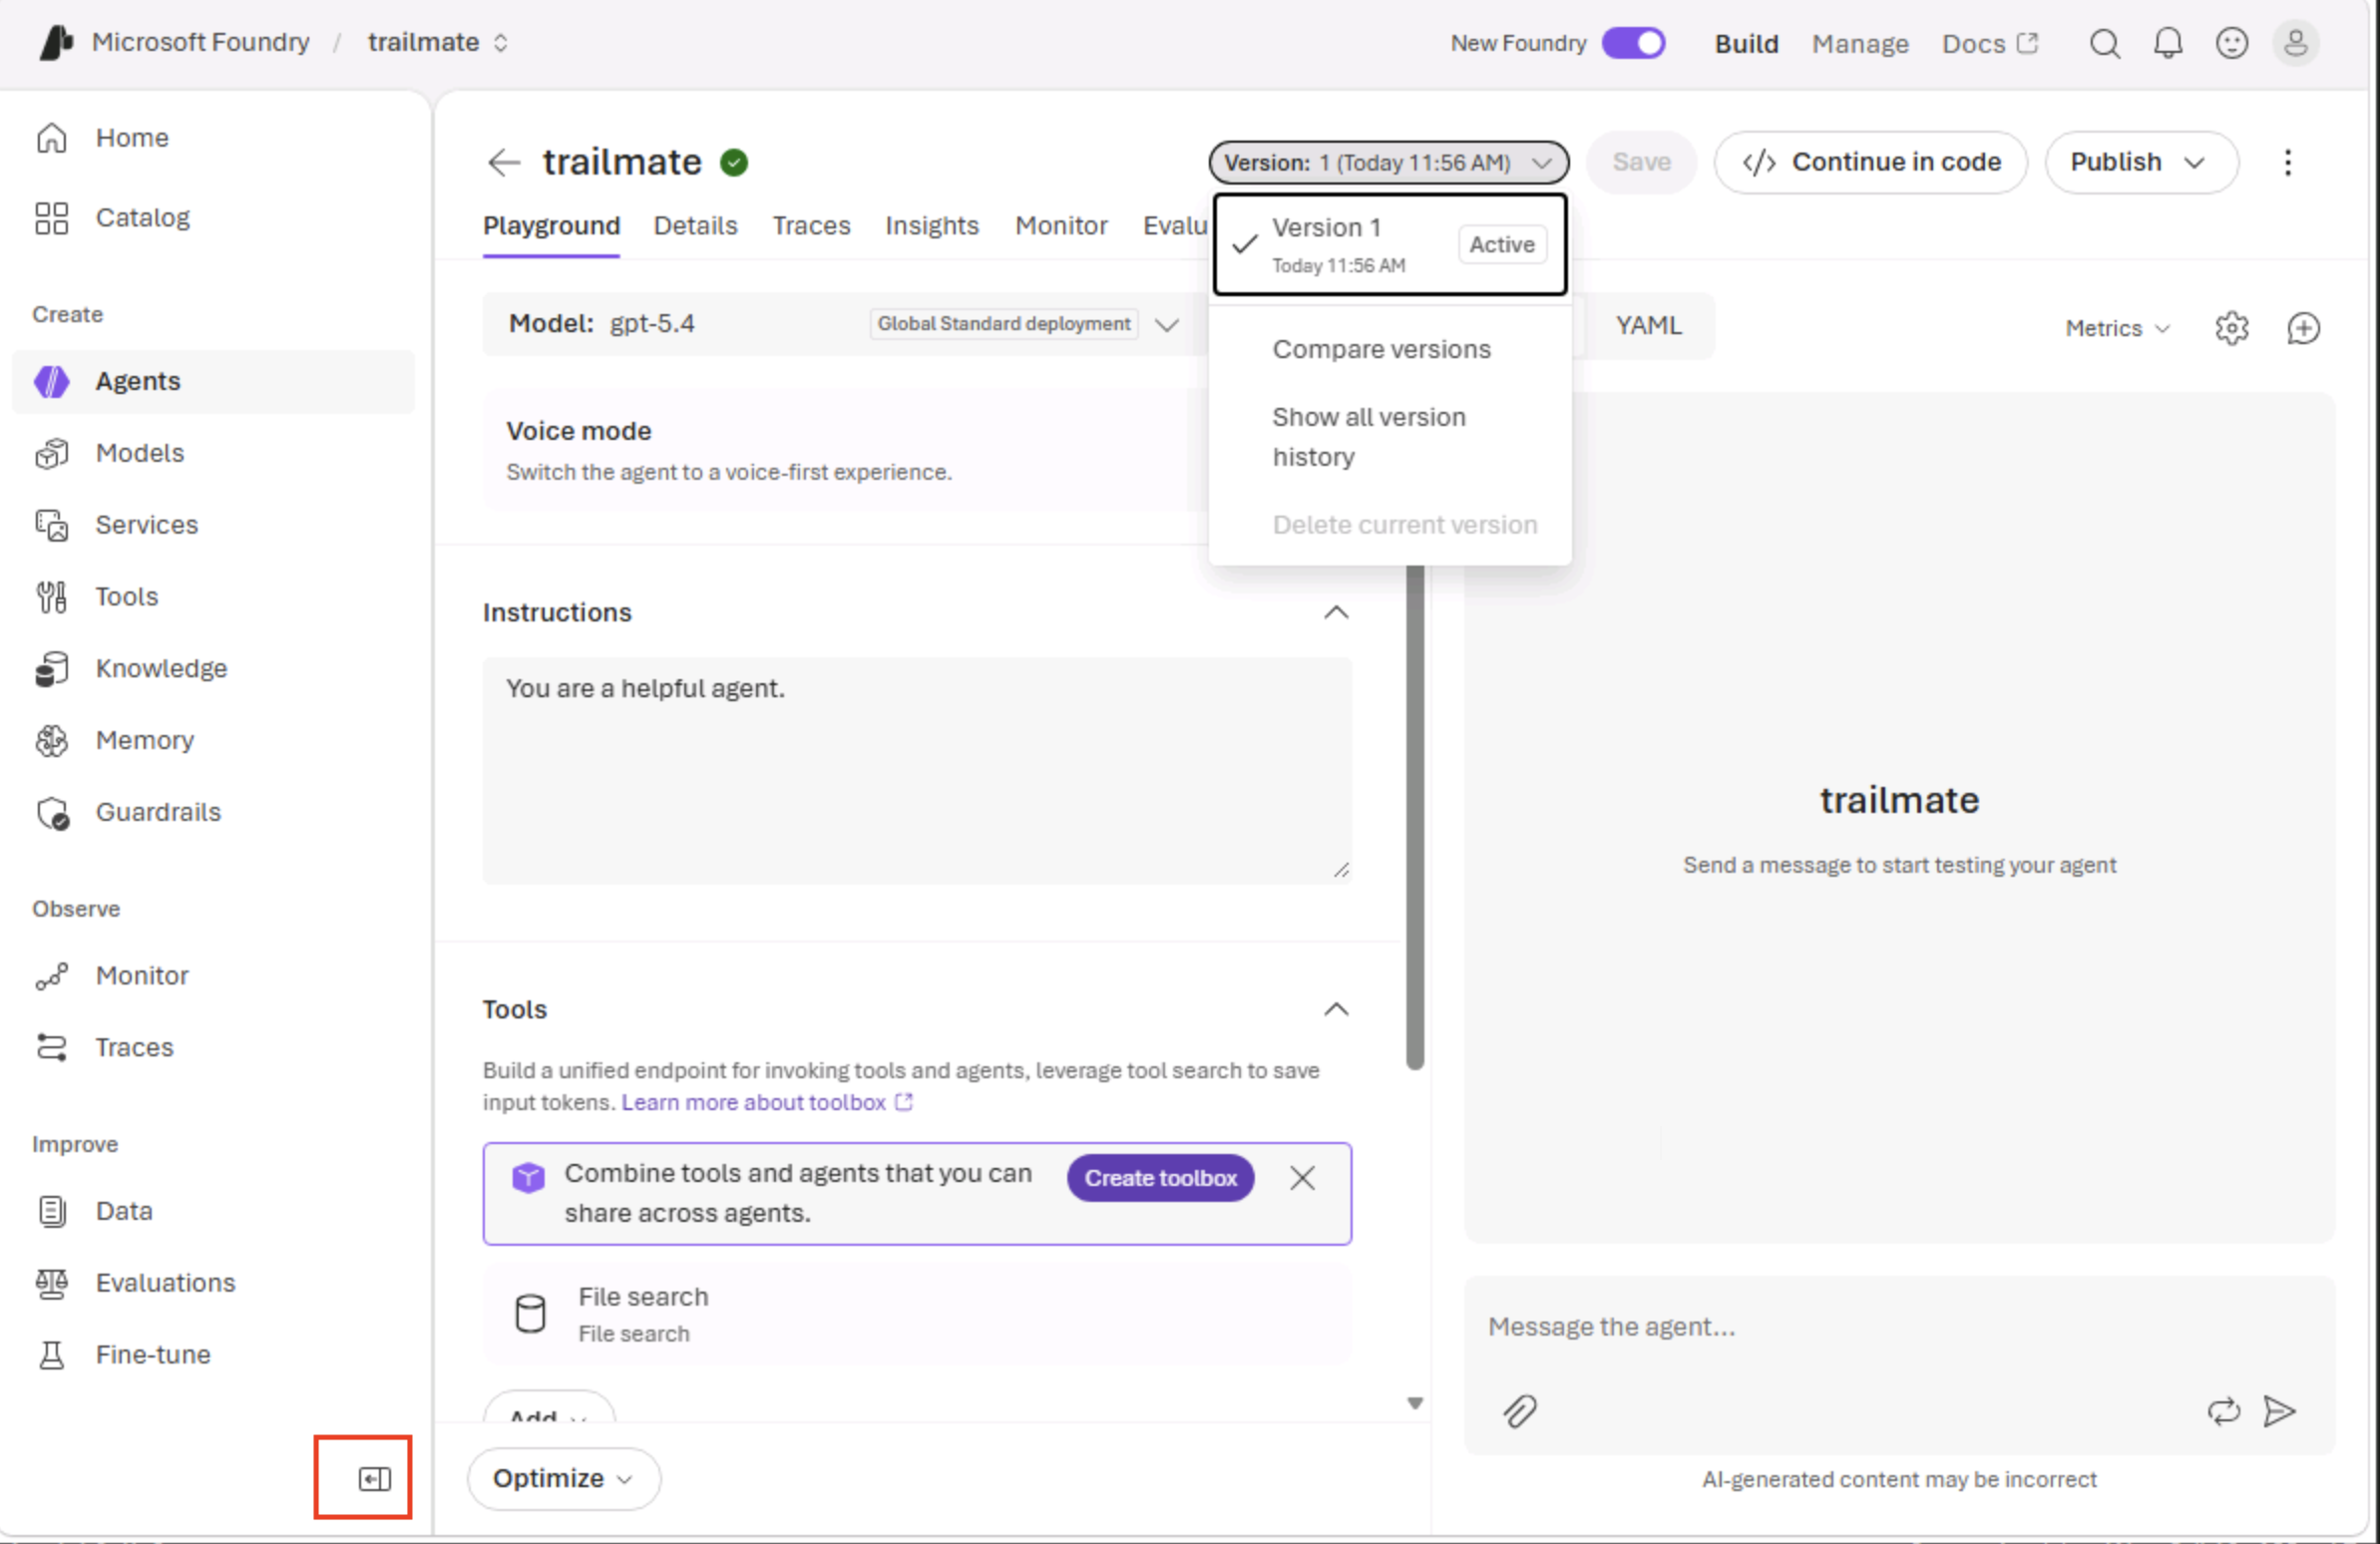 Microsoft Foundry / trailmate
New Foundry Build Manage Docs
Home
Catalog
Create
Agents
Models
Services
Tools
Knowledge
Memory
Guardrails
Observe
Monitor
Traces
Improve
Data
Evaluations
Fine-tune
trailmate
Version: 1 (Today 11:56 AM)
Save
Continue in code
Publish
Playground Details Traces Insights Monitor Evalu
Version 1
Today 11:56 AM
Active
Compare versions
Show all version
history
Delete current version
Model: gpt-5.4 Global Standard deployment
YAML
Metrics
Voice mode
Switch the agent to a voice-first experience.
Instructions
You are a helpful agent.
Tools
Build a unified endpoint for invoking tools and agents, leverage tool search to save
input tokens. Learn more about toolbox
Combine tools and agents that you can
share across agents.
Create toolbox
File search
File search
Add
Optimize
trailmate
Send a message to start testing your agent
Message the agent...
AI-generated content may be incorrect